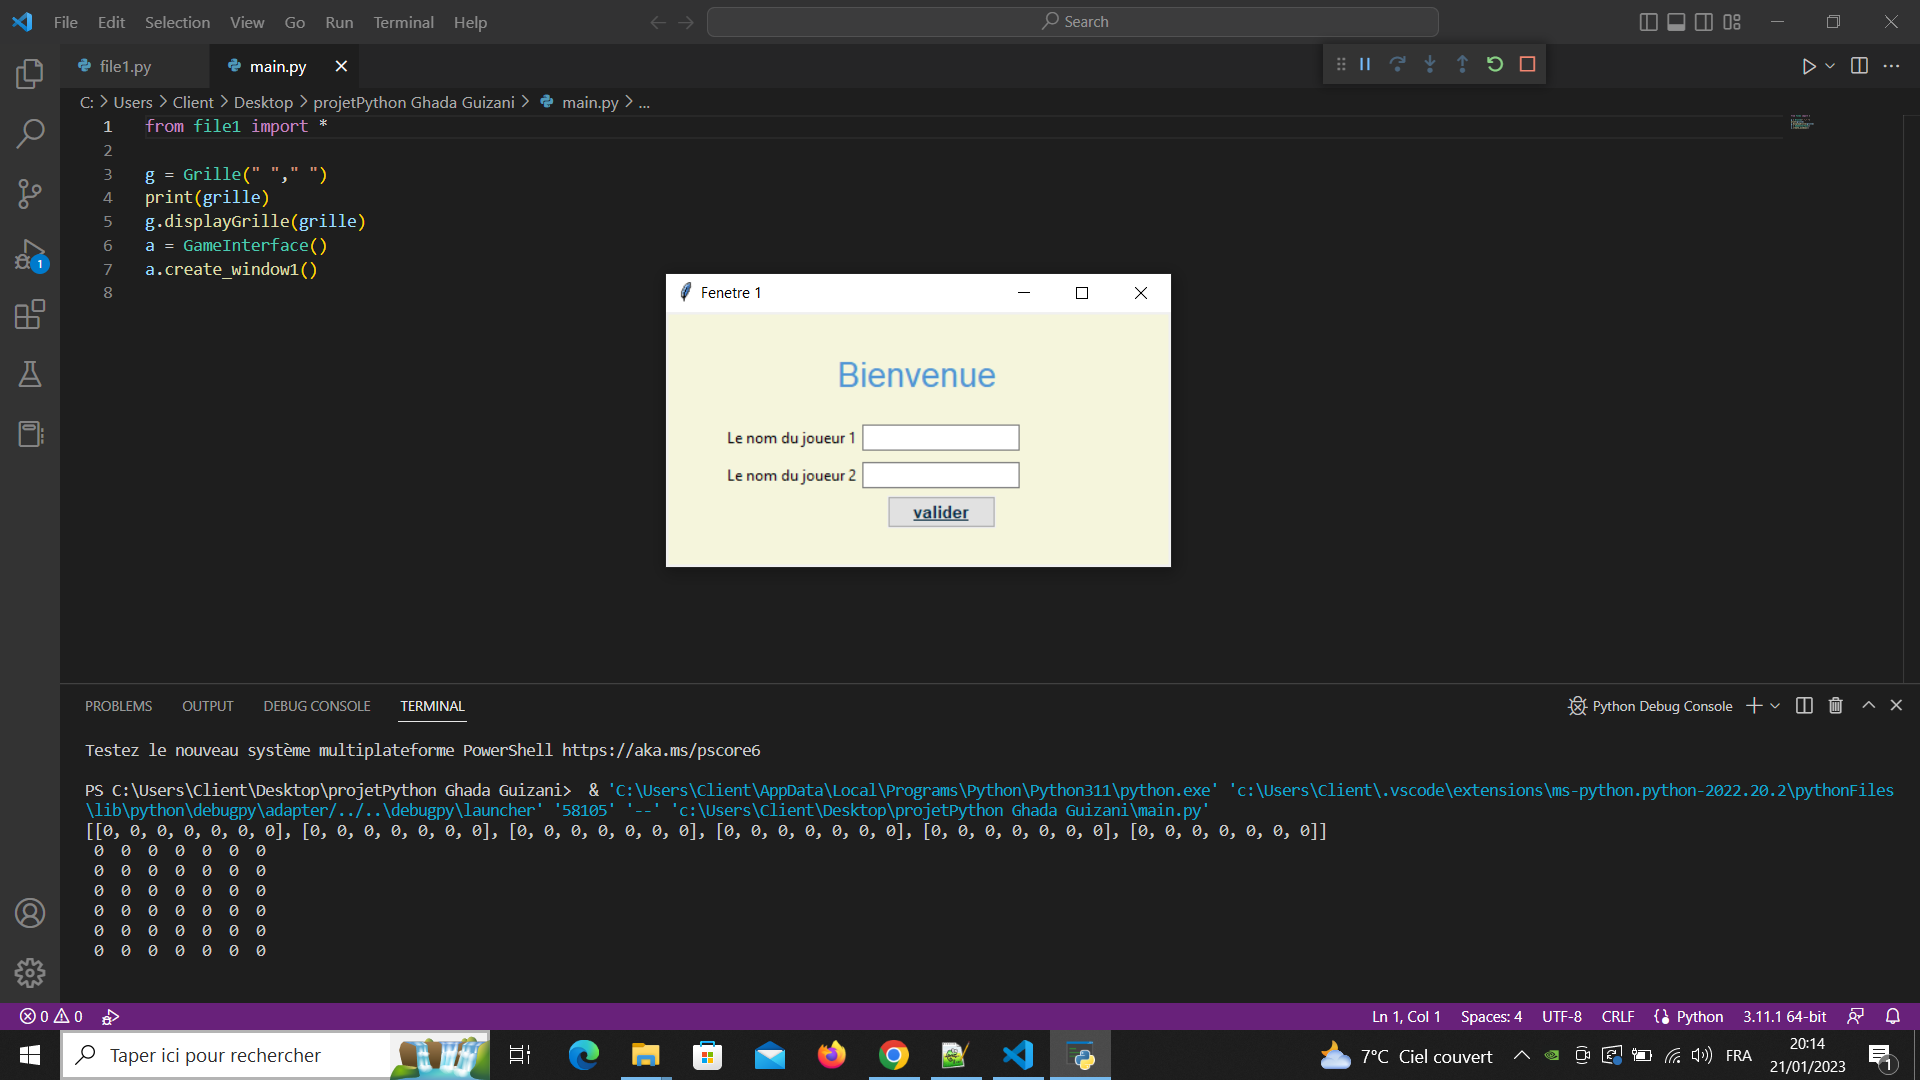 File Edit Selection View Go Run Terminal Help Search
file1.py main.py
C: > Users > Client > Desktop > projetPython Ghada Guizani > main.py > ...
1 from file1 import *
2
3 g = Grille(" "," ")
4 print(grille)
5 g.displayGrille(grille)
6 a = GameInterface()
7 a.create_window1()
8
1
Fenetre 1
Bienvenue
Le nom du joueur 1
Le nom du joueur 2
valider
PROBLEMS OUTPUT DEBUG CONSOLE TERMINAL Python Debug Console
Testez le nouveau système multiplateforme PowerShell https://aka.ms/pscore6
PS C:\Users\Client\Desktop\projetPython Ghada Guizani>  & 'C:\Users\Client\AppData\Local\Programs\Python\Python311\python.exe' 'c:\Users\Client\.vscode\extensions\ms-python.python-2022.20.2\pythonFiles
\lib\python\debugpy\adapter/../..\debugpy\launcher' '58105' '--' 'c:\Users\Client\Desktop\projetPython Ghada Guizani\main.py'
[[0, 0, 0, 0, 0, 0, 0], [0, 0, 0, 0, 0, 0, 0], [0, 0, 0, 0, 0, 0, 0], [0, 0, 0, 0, 0, 0, 0], [0, 0, 0, 0, 0, 0, 0], [0, 0, 0, 0, 0, 0, 0]]
0 0 0 0 0 0 0
0 0 0 0 0 0 0
0 0 0 0 0 0 0
0 0 0 0 0 0 0
0 0 0 0 0 0 0
0 0 0 0 0 0 0
0 0 Ln 1, Col 1 Spaces: 4 UTF-8 CRLF Python 3.11.1 64-bit
Taper ici pour rechercher 7°C Ciel couvert FRA 20:14
21/01/2023 1